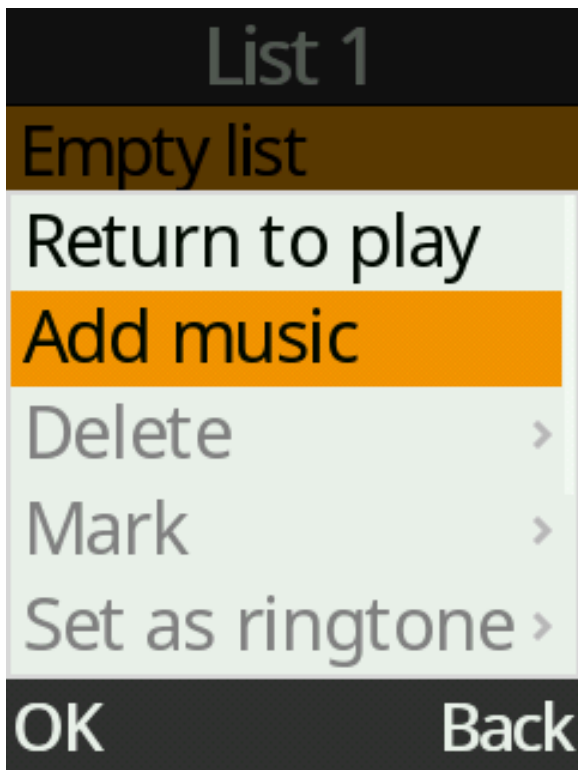 List 1
Empty list
Return to play
Add music
Delete
Mark
Set as ringtone
OK Back